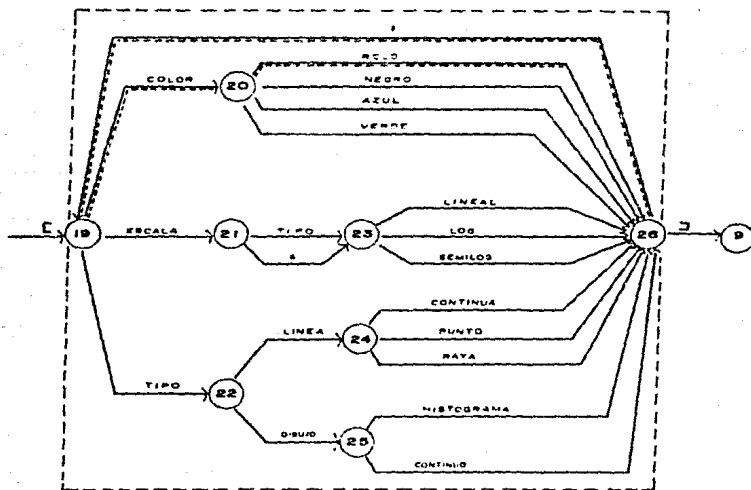 ROJO
COLOR
20
NEGRO
AZUL
VERDE
19
ESCALA
21
TIPO
23
LINEAL
LOG
SEMILOG
26
9
&
CONTINUA
LINEA
24
PUNTO
RAYA
TIPO
22
HISTOGRAMA
DIBUJO
25
CONTINUO